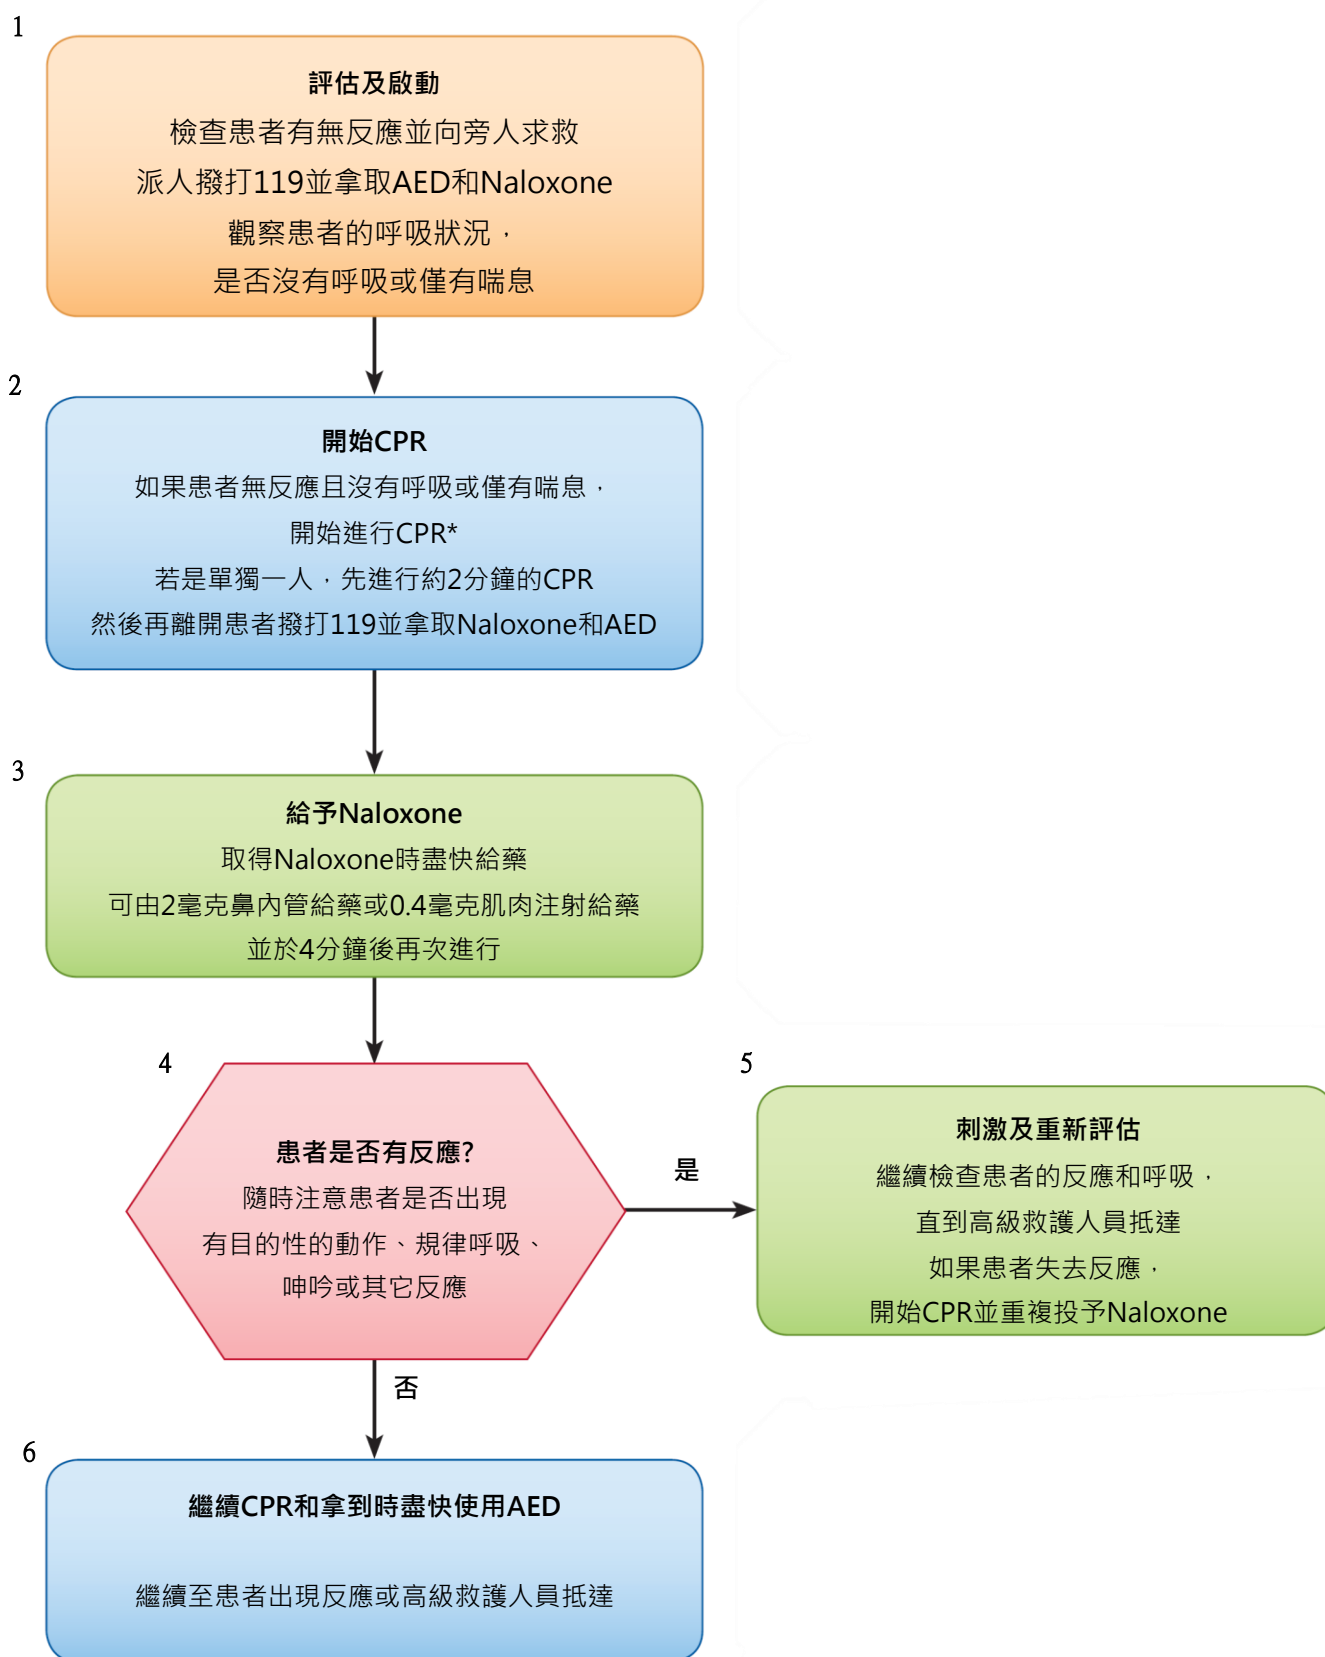 1
評估及啟動
檢查患者有無反應並向旁人求救
派人撥打119並拿取AED和Naloxone
觀察患者的呼吸狀況，
是否沒有呼吸或僅有喘息
2
開始CPR
如果患者無反應且沒有呼吸或僅有喘息，
開始進行CPR*
若是單獨一人，先進行約2分鐘的CPR
然後再離開患者撥打119並拿取Naloxone和AED
3
給予Naloxone
取得Naloxone時盡快給藥
可由2毫克鼻內管給藥或0.4毫克肌肉注射給藥
並於4分鐘後再次進行
4
患者是否有反應?
隨時注意患者是否出現
有目的性的動作、規律呼吸、
呻吟或其它反應
是
5
刺激及重新評估
繼續檢查患者的反應和呼吸，
直到高級救護人員抵達
如果患者失去反應，
開始CPR並重複投予Naloxone
否
6
繼續CPR和拿到時盡快使用AED
繼續至患者出現反應或高級救護人員抵達